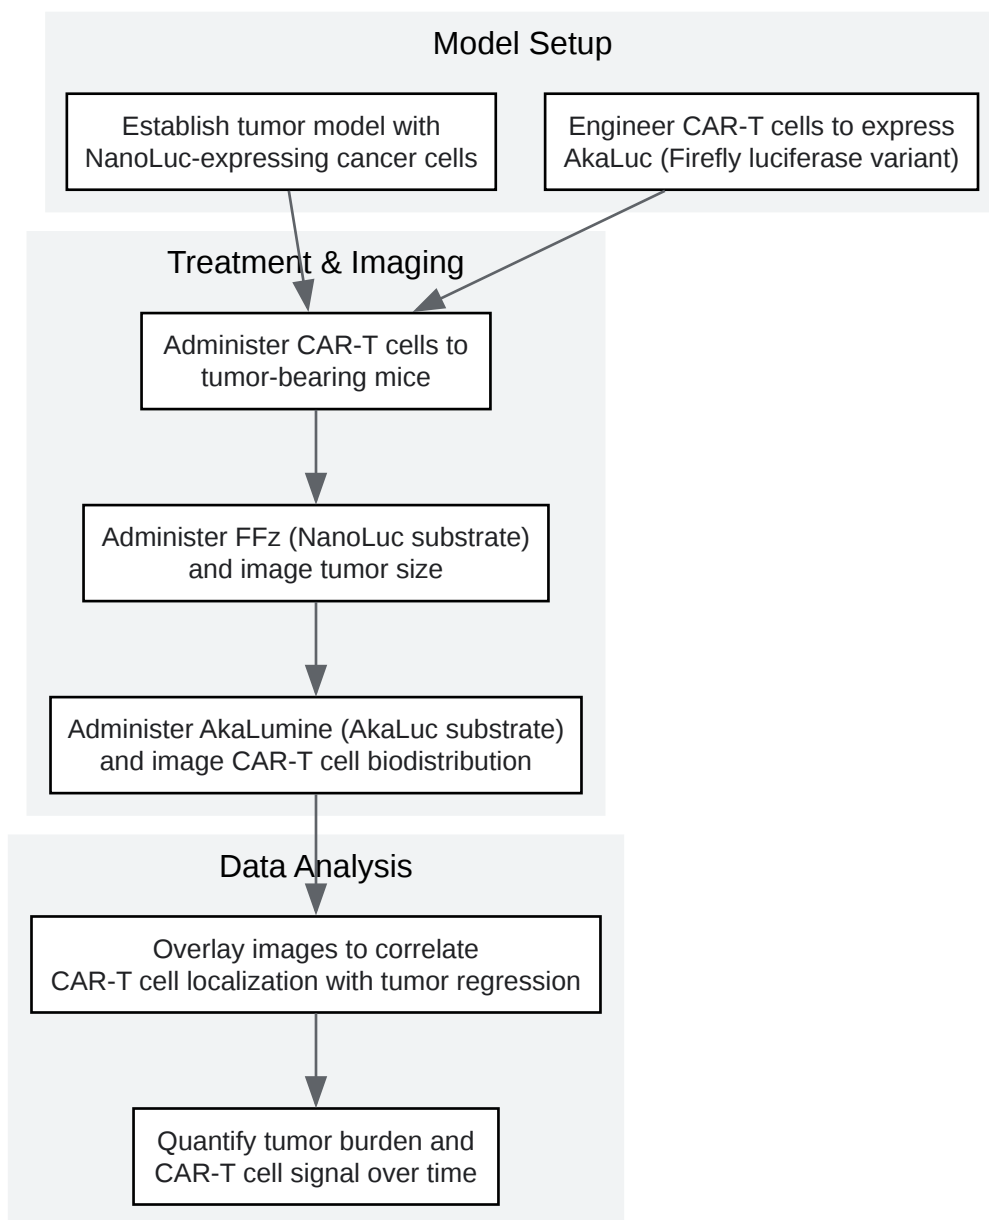 Model Setup
Establish tumor model with
NanoLuc-expressing cancer cells
Engineer CAR-T cells to express
AkaLuc (Firefly luciferase variant)
Treatment & Imaging
Administer CAR-T cells to
tumor-bearing mice
Administer FFz (NanoLuc substrate)
and image tumor size
Administer AkaLumine (AkaLuc substrate)
and image CAR-T cell biodistribution
Data Analysis
Overlay images to correlate
CAR-T cell localization with tumor regression
Quantify tumor burden and
CAR-T cell signal over time